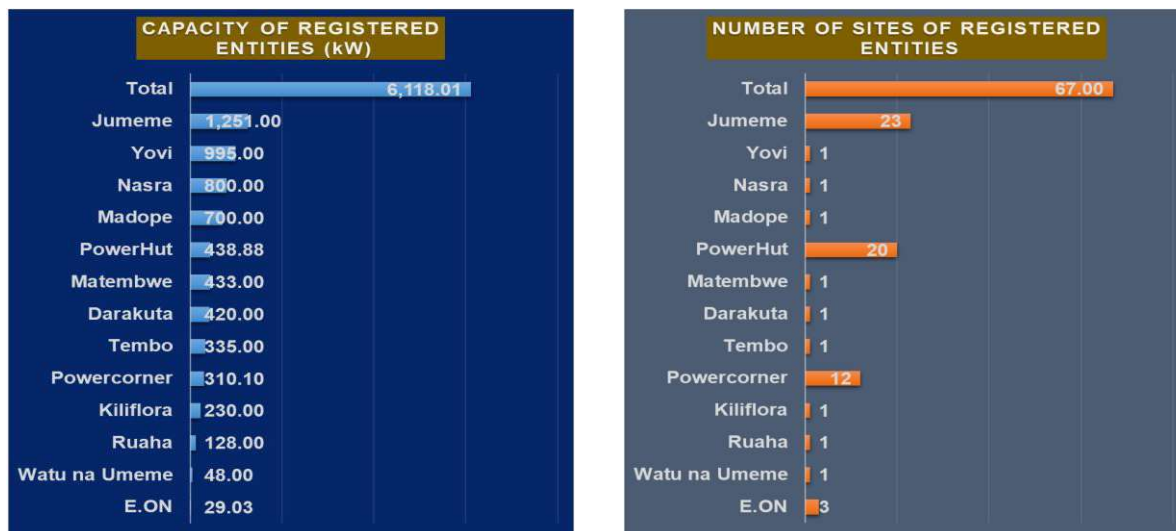 CAPACITY OF REGISTERED
ENTITIES (kW)
Total 6,118.01
Jumeme 1,251.00
Yovi 995.00
Nasra 800.00
Madope 700.00
PowerHut 438.88
Matembwe 433.00
Darakuta 420.00
Tembo 335.00
Powercorner 310.10
Kiliflora 230.00
Ruaha 128.00
Watu na Umeme 48.00
E.ON 29.03
NUMBER OF SITES OF REGISTERED
ENTITIES
Total 67.00
Jumeme 23
Yovi 1
Nasra 1
Madope 1
PowerHut 20
Matembwe 1
Darakuta 1
Tembo 1
Powercorner 12
Kiliflora 1
Ruaha 1
Watu na Umeme 1
E.ON 3